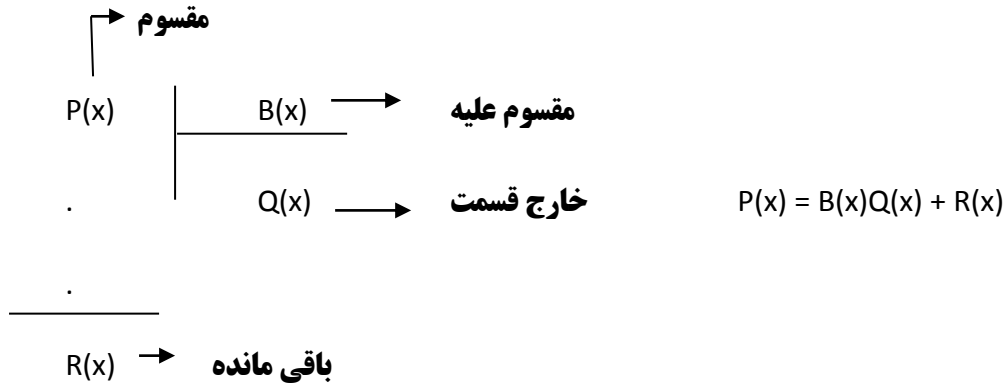 مقسوم
P(x) B(x) مقسوم علیه
. Q(x) خارج قسمت P(x) = B(x)Q(x) + R(x)
.
R(x) باقی مانده